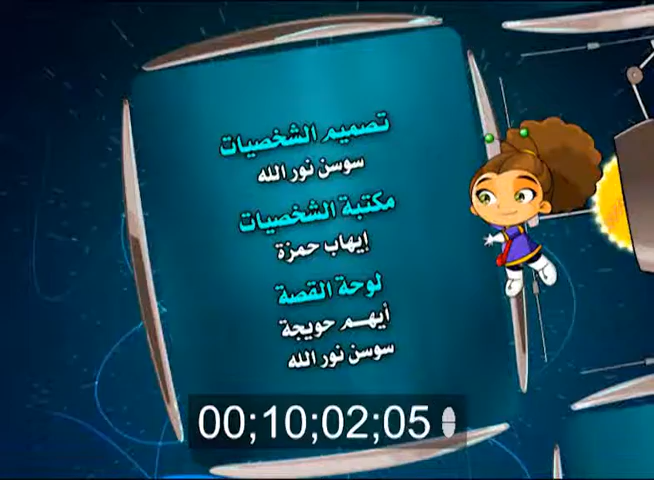 تصميم الشخصيات
سوسن نور الله
مكتبة الشخصيات
إيهاب حمزة
لوحة القصة
أيهم حويجة
سوسن نور الله
00;10;02;05